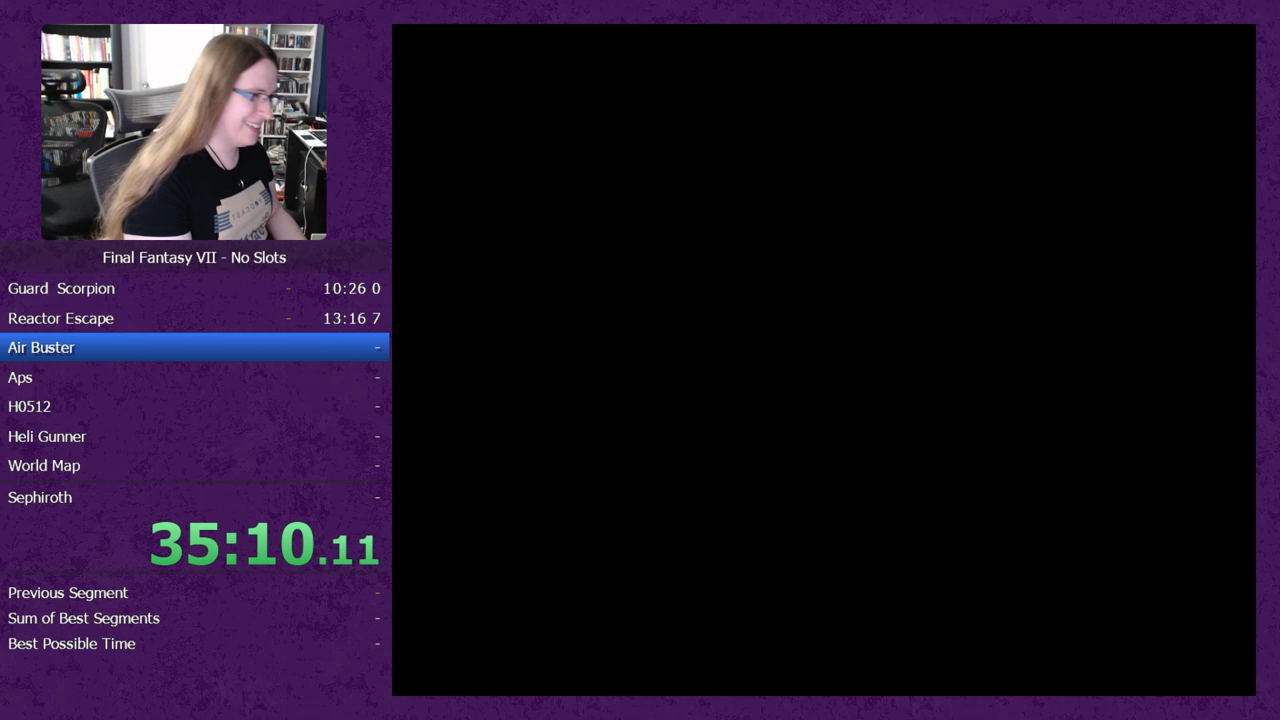 Final Fantasy VII - No Slots
Guard Scorpion - 10:26 0
Reactor Escape - 13:16 7
Air Buster -
Aps -
H0512 -
Heli Gunner -
World Map -
Sephiroth -
35:10.11
Previous Segment -
Sum of Best Segments -
Best Possible Time -